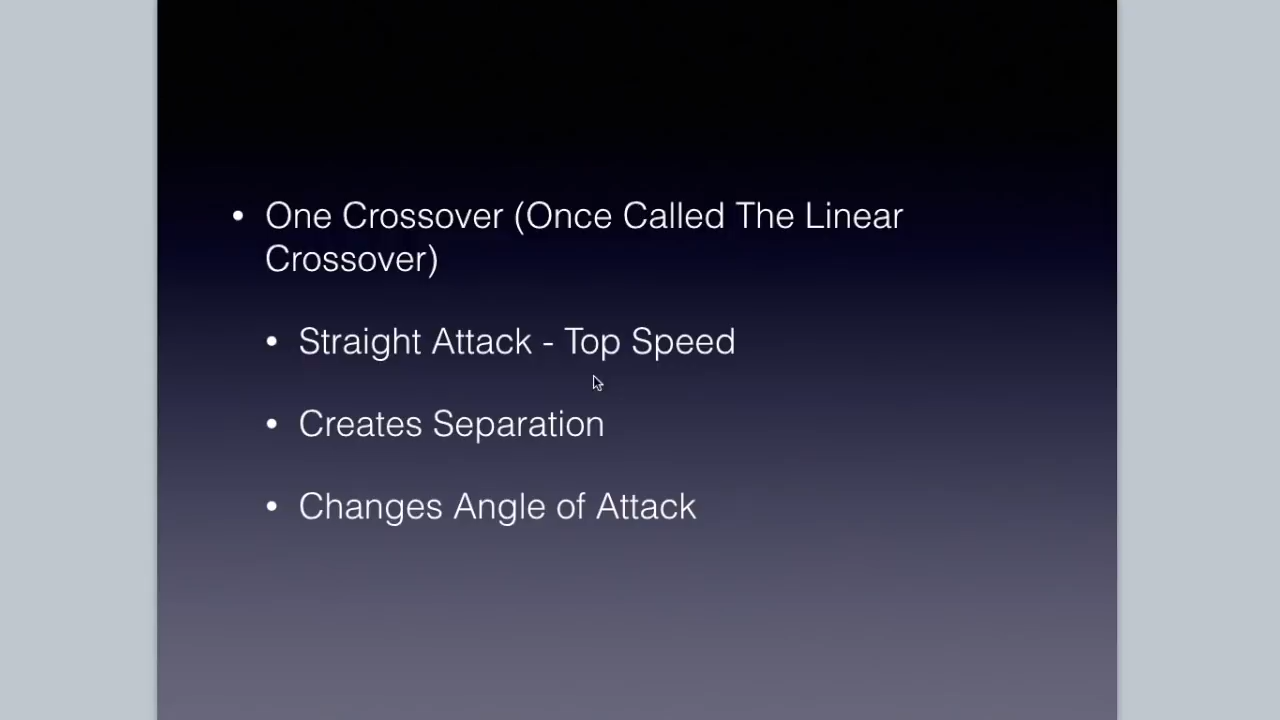 • One Crossover (Once Called The Linear
Crossover)
• Straight Attack - Top Speed
• Creates Separation
• Changes Angle of Attack